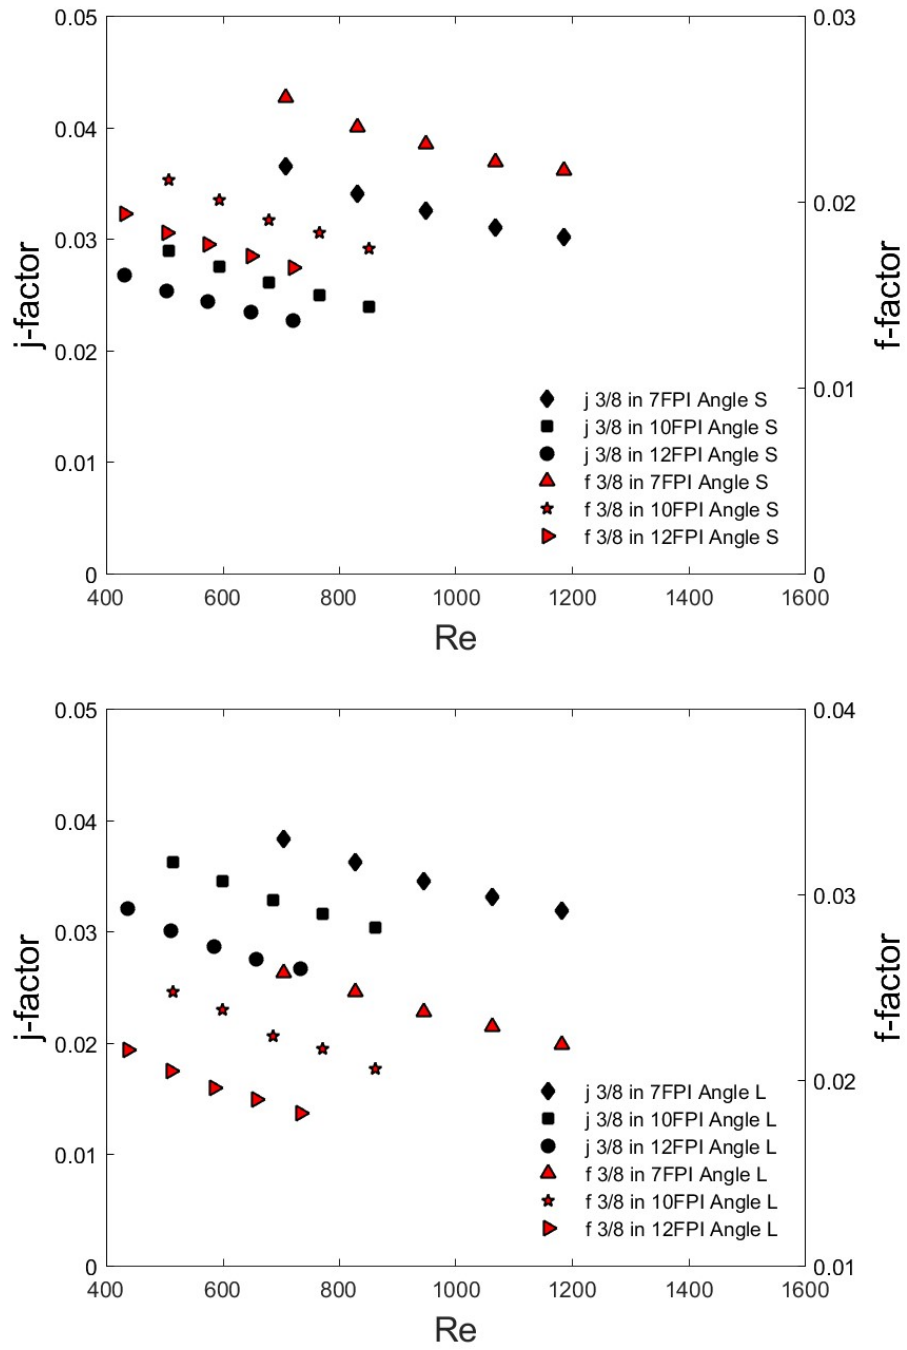 0.05
0.03
0.04
0.02
0.03
j-factor
f-factor
0.02
0.01
j 3/8 in 7FPI Angle S
j 3/8 in 10FPI Angle S
j 3/8 in 12FPI Angle S
0.01
f 3/8 in 7FPI Angle S
f 3/8 in 10FPI Angle S
f 3/8 in 12FPI Angle S
0
0
400 600 800 1000 1200 1400 1600
Re
0.05
0.04
0.04
0.03
0.03
j-factor
f-factor
0.02
0.02
j 3/8 in 7FPI Angle L
j 3/8 in 10FPI Angle L
j 3/8 in 12FPI Angle L
0.01
f 3/8 in 7FPI Angle L
f 3/8 in 10FPI Angle L
f 3/8 in 12FPI Angle L
0
0.01
400 600 800 1000 1200 1400 1600
Re